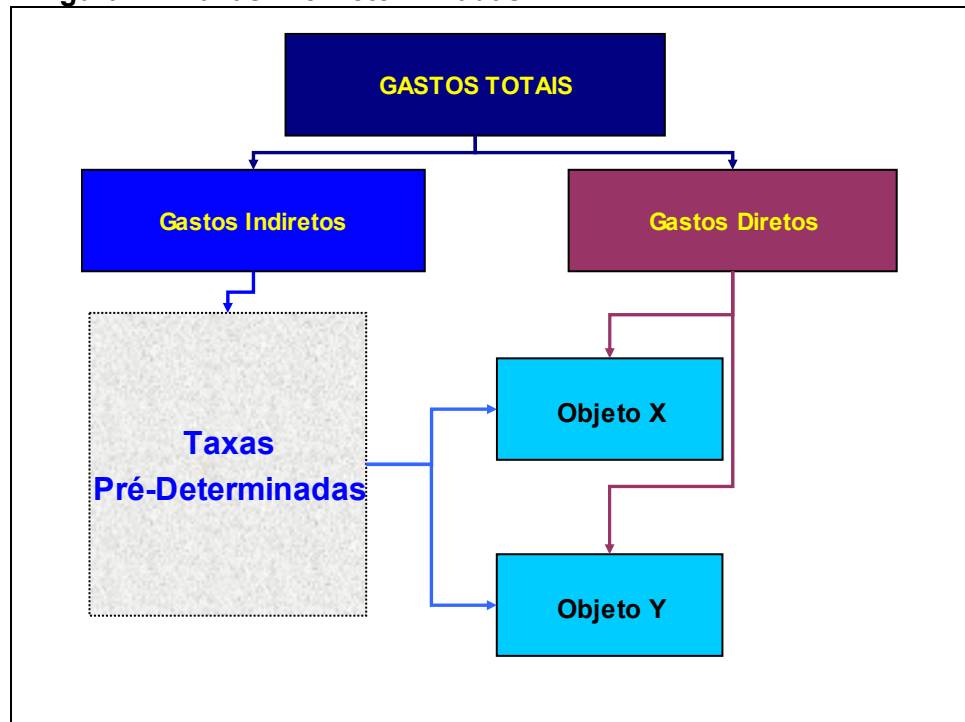 GASTOS TOTAIS
Gastos Indiretos
Gastos Diretos
Objeto X
Taxas
Pré-Determinadas
Objeto Y